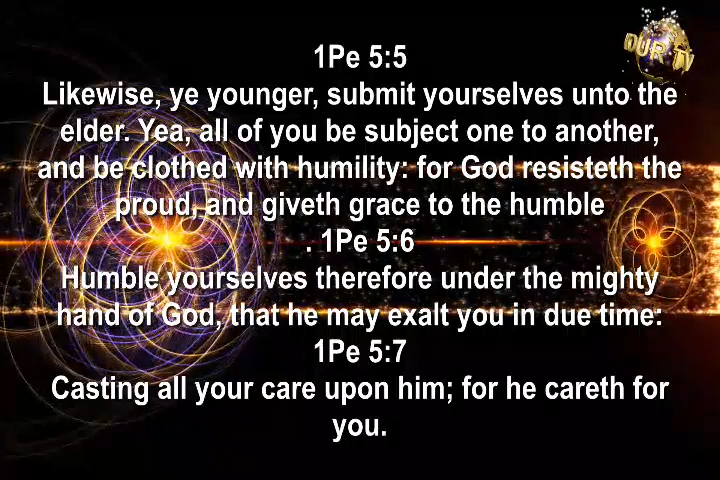 OUR TV
1Pe 5:5
Likewise, ye younger, submit yourselves unto the
elder. Yea, all of you be subject one to another,
and be clothed with humility: for God resisteth the
proud, and giveth grace to the humble
. 1Pe 5:6
Humble yourselves therefore under the mighty
hand of God, that he may exalt you in due time:
1Pe 5:7
Casting all your care upon him; for he careth for
you.